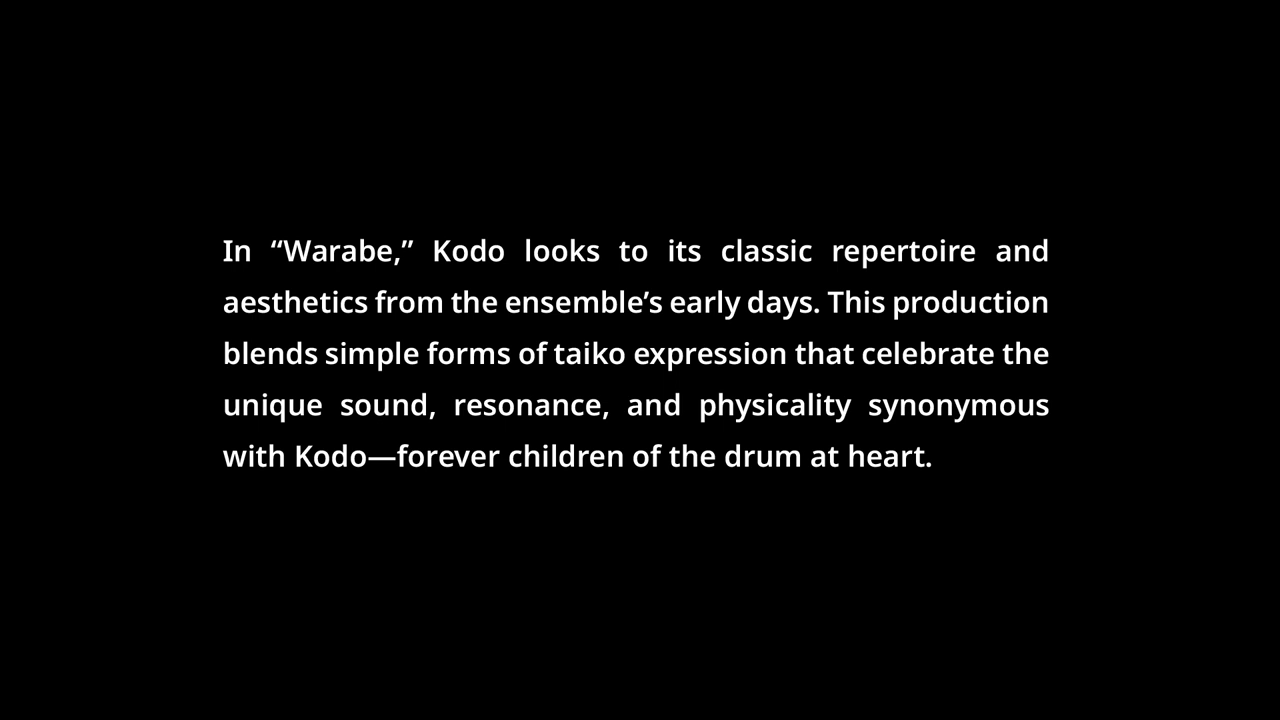 In “Warabe,” Kodo looks to its classic repertoire and
aesthetics from the ensemble’s early days. This production
blends simple forms of taiko expression that celebrate the
unique sound, resonance, and physicality synonymous
with Kodo—forever children of the drum at heart.